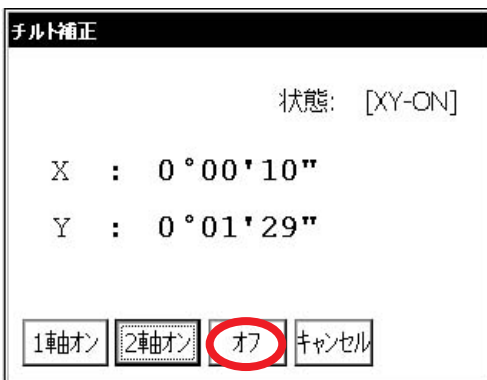 チルト補正
状態: [XY-ON]
X : 0°00'10"
Y : 0°01'29"
1軸オン 2軸オン オフ キャンセル